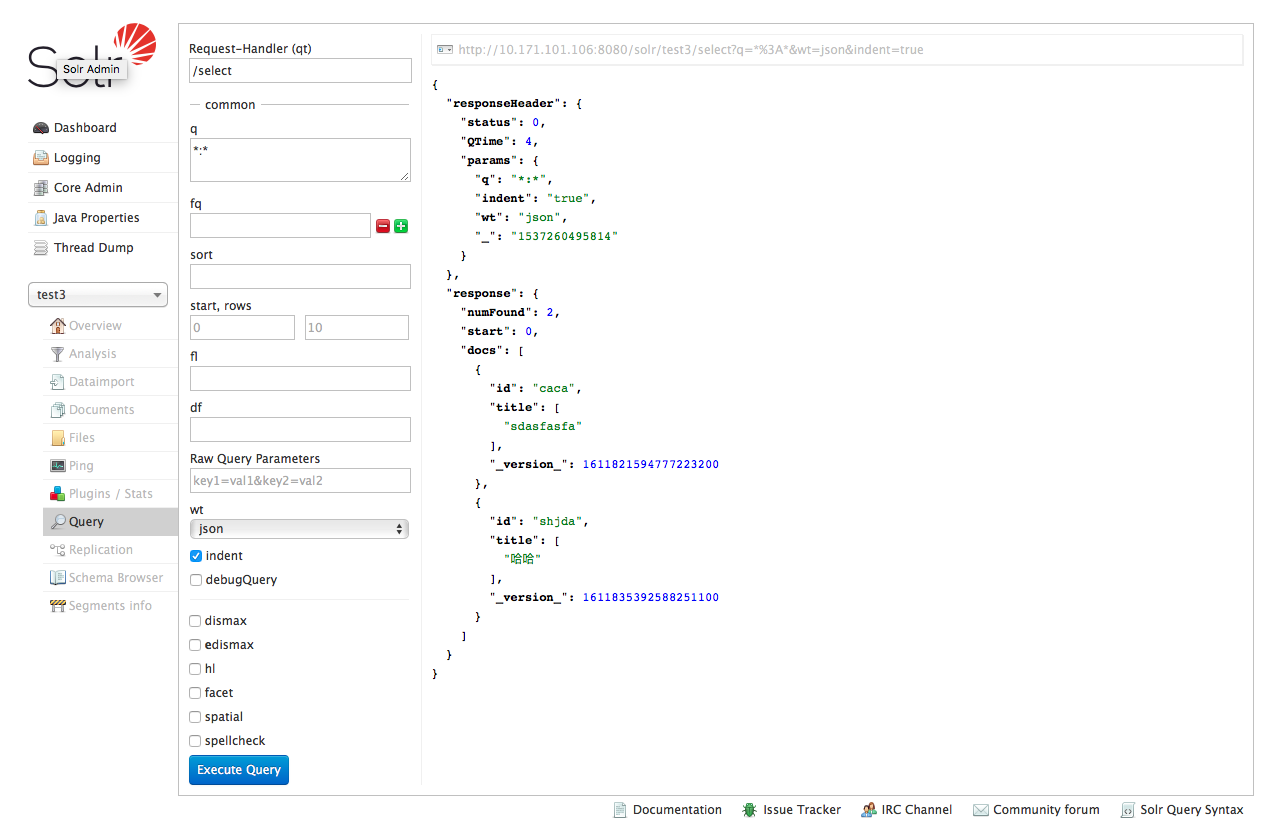 Solr
Solr Admin
Dashboard
Logging
Core Admin
Java Properties
Thread Dump
test3
Overview
Analysis
Dataimport
Documents
Files
Ping
Plugins / Stats
Query
Replication
Schema Browser
Segments info
Request-Handler (qt)
/select
common
q
*:*
fq
sort
start, rows
0 10
fl
df
Raw Query Parameters
key1=val1&key2=val2
wt
json
indent
debugQuery
dismax
edismax
hl
facet
spatial
spellcheck
Execute Query
http://10.171.101.106:8080/solr/test3/select?q=*%3A*&wt=json&indent=true
{
"responseHeader": {
"status": 0,
"QTime": 4,
"params": {
"q": "*:*",
"indent": "true",
"wt": "json",
"_": "1537260495814"
}
},
"response": {
"numFound": 2,
"start": 0,
"docs": [
{
"id": "caca",
"title": [
"sdasfasfa"
],
"_version_": 1611821594777223200
},
{
"id": "shjda",
"title": [
"哈哈"
],
"_version_": 1611835392588251100
}
]
}
}
Documentation Issue Tracker IRC Channel Community forum Solr Query Syntax